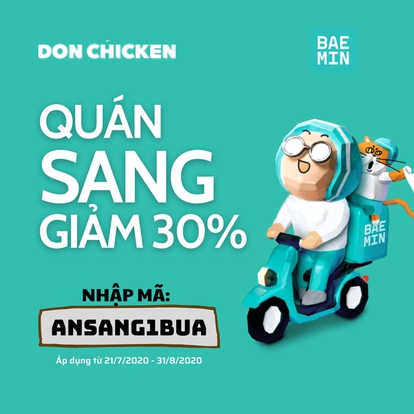 DON CHICKEN
BAE
MIN
QUÁN
SANG
GIẢM 30%
BAE
MIN
NHẬP MÃ:
ANSANG1BUA
Áp dụng từ 21/7/2020 - 31/8/2020